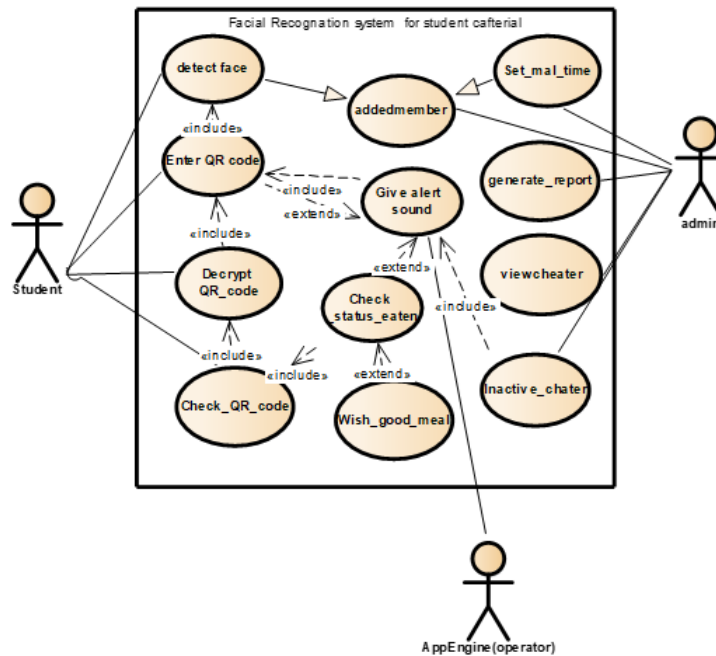 Facial Recognation system for student cafterial
detect face
Set_mal_time
addedmember
«include»
Enter QR code
«include»
«extend»
Give alert
sound
generate_report
admin
Student
«include»
Decrypt
QR_code
«extend»
Check
_status_eaten
viewcheater
«include»
«include»
«include»
«extend»
Check_QR_code
Wish_good_meal
Inactive_chater
AppEngine(operator)